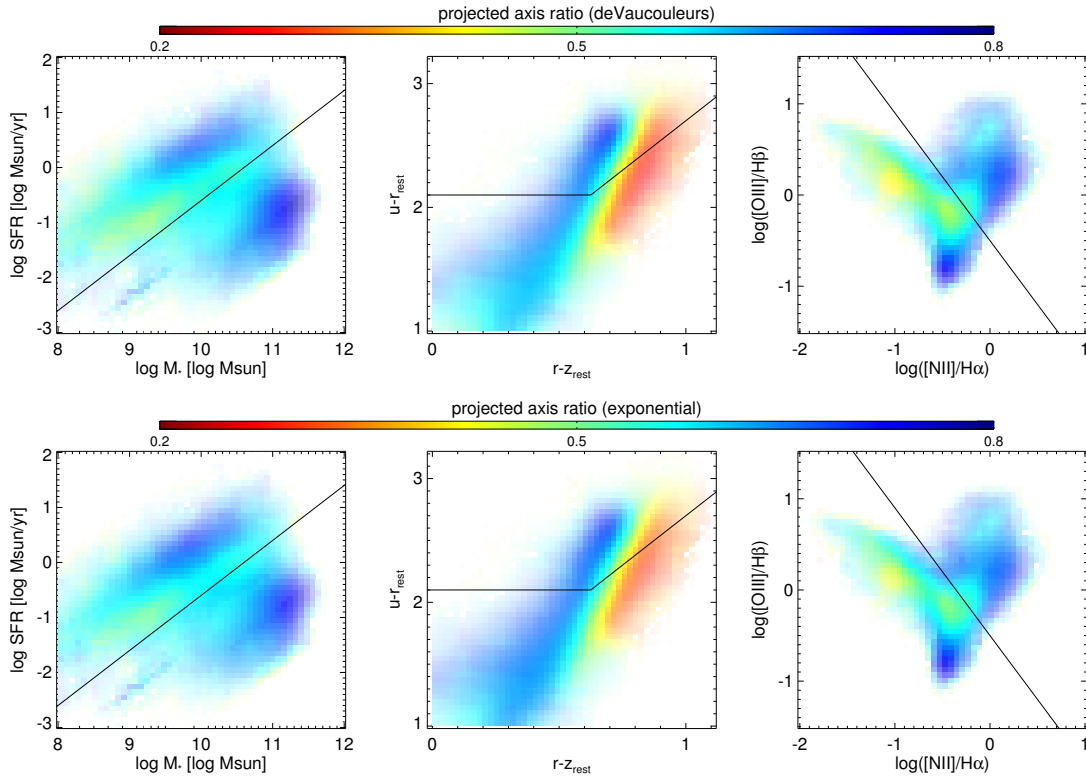 projected axis ratio (deVaucouleurs)
0.2 0.5 0.8
log SFR [log Msun/yr]
2
1
0
-1
-2
-3
8 9 10 11 12
log M* [log Msun]
u-r_rest
3
2
1
0 1
r-z_rest
log([OIII]/Hβ)
1
0
-1
-2 -1 0 1
log([NII]/Hα)
projected axis ratio (exponential)
0.2 0.5 0.8
log SFR [log Msun/yr]
2
1
0
-1
-2
-3
8 9 10 11 12
log M* [log Msun]
u-r_rest
3
2
1
0 1
r-z_rest
log([OIII]/Hβ)
1
0
-1
-2 -1 0 1
log([NII]/Hα)